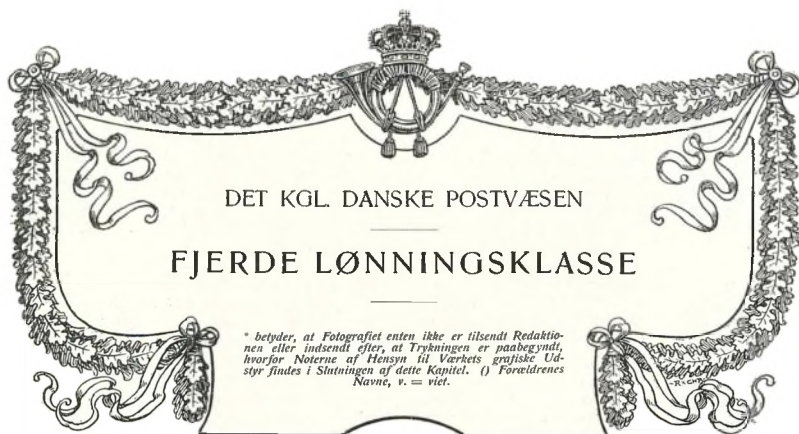 DET KGL. DANSKE POSTVÆSEN
FJERDE LØNNINGSKLASSE
* betyder, at Fotografiet enten ikke er tilsendt Redaktio-
nen eller indsendt efter, at Trykningen er paabegyndt,
hvorfor Noterne af Hensyn til Værkets grafiske Ud-
styr findes i Slutningen af dette Kapitel. () Forældrenes
Navne, v. = viet.